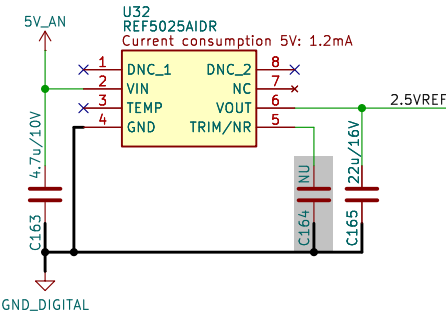 U32
REF5025AIDR
Current consumption 5V: 1.2mA
5V_AN
1 DNC_1 DNC_2 8
2 VIN NC 7
3 TEMP VOUT 6
4 GND TRIM/NR 5
2.5VREF
4.7u/10V
C163
NU
C164
22u/16V
C165
GND_DIGITAL